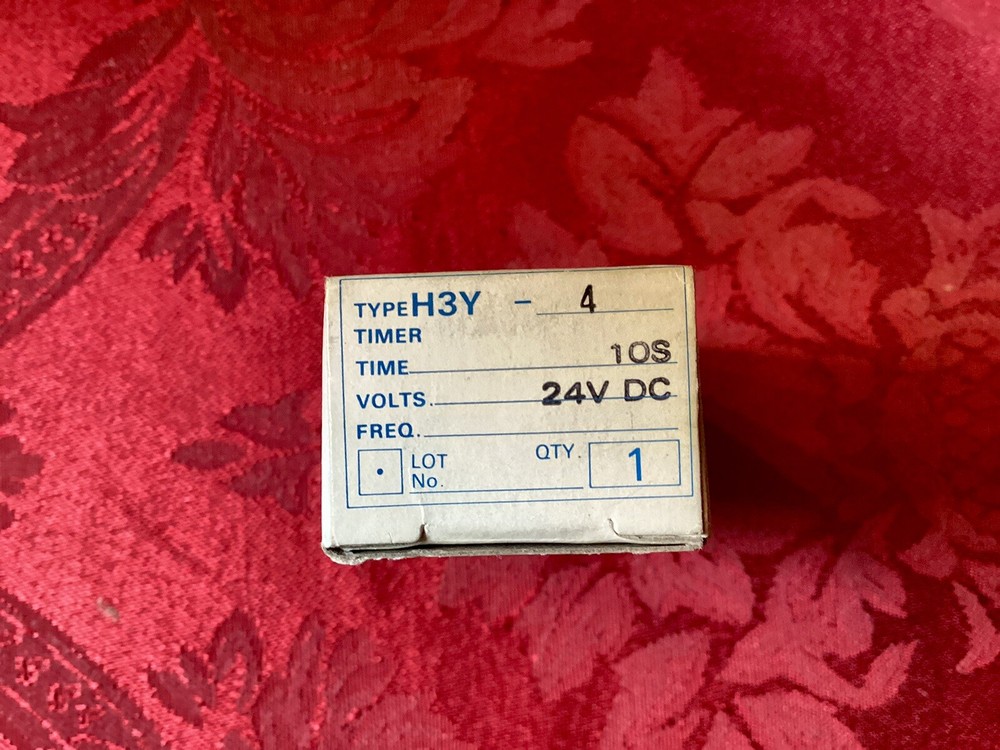 TYPE H3Y - 4
TIMER
TIME 10S
VOLTS. 24V DC
FREQ.
LOT No. QTY. 1